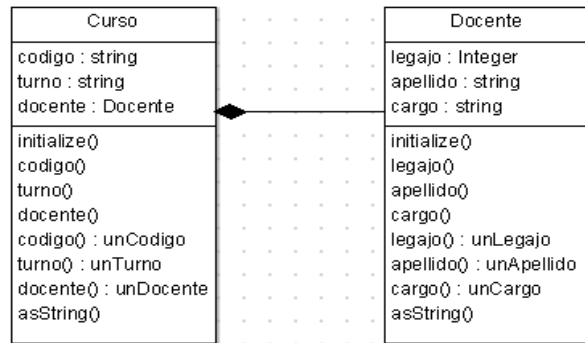 Curso
codigo : string
turno : string
docente : Docente
initialize()
codigo()
turno()
docente()
codigo() : unCodigo
turno() : unTurno
docente() : unDocente
asString()
Docente
legajo : Integer
apellido : string
cargo : string
initialize()
legajo()
apellido()
cargo()
legajo() : unLegajo
apellido() : unApellido
cargo() : unCargo
asString()